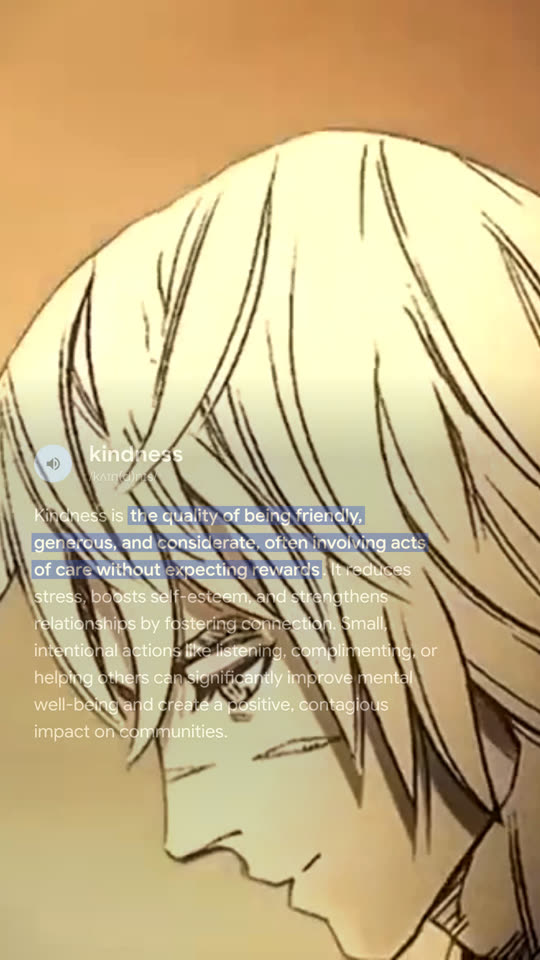 kindness
Kindness is the quality of being friendly,
generous, and considerate, often involving acts
of care without expecting rewards. It reduces
stress, boosts self-esteem, and strengthens
relationships by fostering connection. Small,
intentional actions like listening, complimenting, or
helping others can significantly improve mental
well-being and create a positive, contagious
impact on communities.